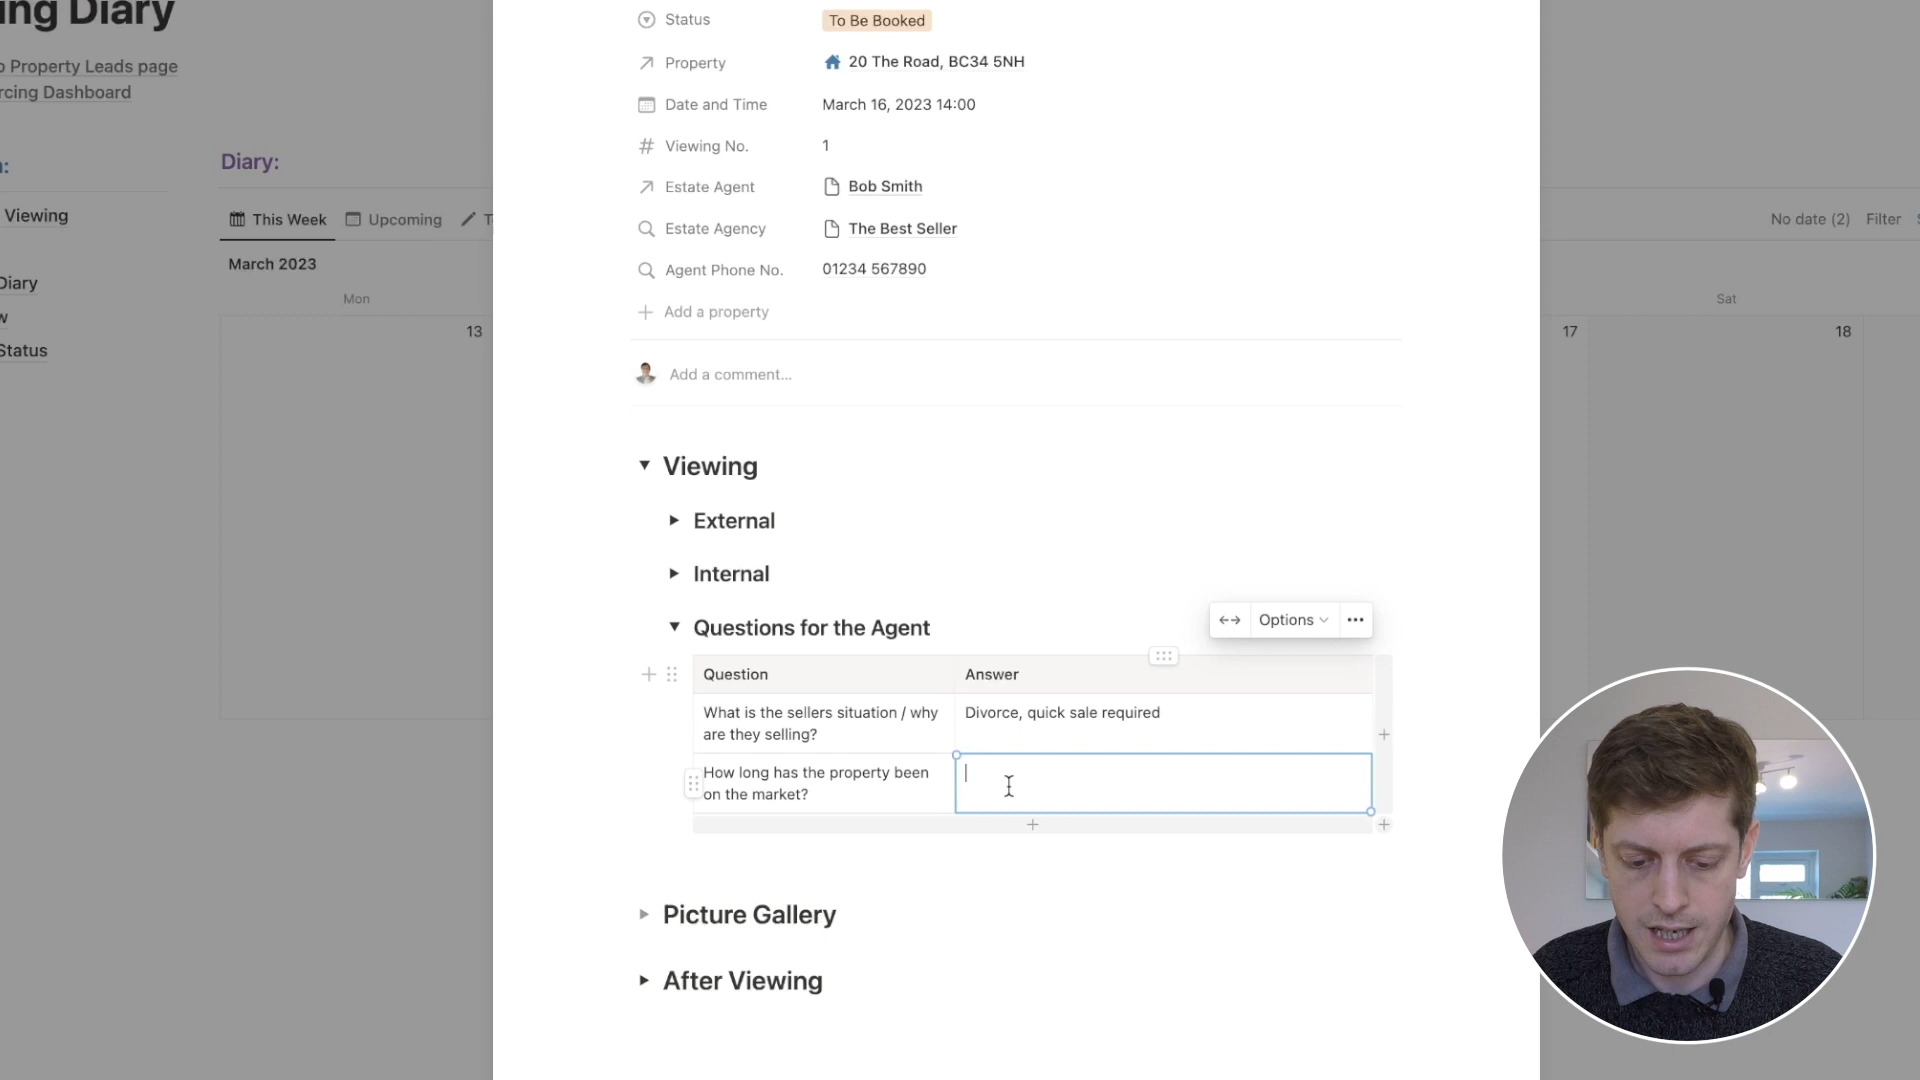 ing Diary
o Property Leads page
rcing Dashboard
Diary:
Viewing
Diary
w
Status
This Week
Upcoming
March 2023
Mon
13
Status
To Be Booked
Property
20 The Road, BC34 5NH
Date and Time
March 16, 2023 14:00
# Viewing No.
1
Estate Agent
Bob Smith
Estate Agency
The Best Seller
Agent Phone No.
01234 567890
+ Add a property
Add a comment...
Viewing
External
Internal
Questions for the Agent
Options
Question
Answer
What is the sellers situation / why
are they selling?
Divorce, quick sale required
How long has the property been
on the market?
Picture Gallery
After Viewing
No date (2)
Filter
Sat
17
18